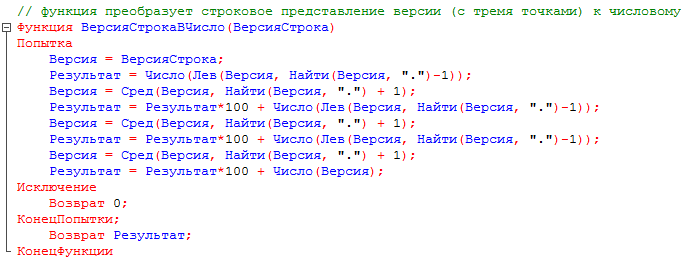 // функция преобразует строковое представление версии (с тремя точками) к числовому
Функция ВерсияСтрокаВЧисло(ВерсияСтрока)
Попытка
    Версия = ВерсияСтрока;
    Результат = Число(Лев(Версия, Найти(Версия, ".")-1));
    Версия = Сред(Версия, Найти(Версия, ".") + 1);
    Результат = Результат*100 + Число(Лев(Версия, Найти(Версия, ".")-1));
    Версия = Сред(Версия, Найти(Версия, ".") + 1);
    Результат = Результат*100 + Число(Лев(Версия, Найти(Версия, ".")-1));
    Версия = Сред(Версия, Найти(Версия, ".") + 1);
    Результат = Результат*100 + Число(Версия);
Исключение
    Возврат 0;
КонецПопытки;
    Возврат Результат;
КонецФункции